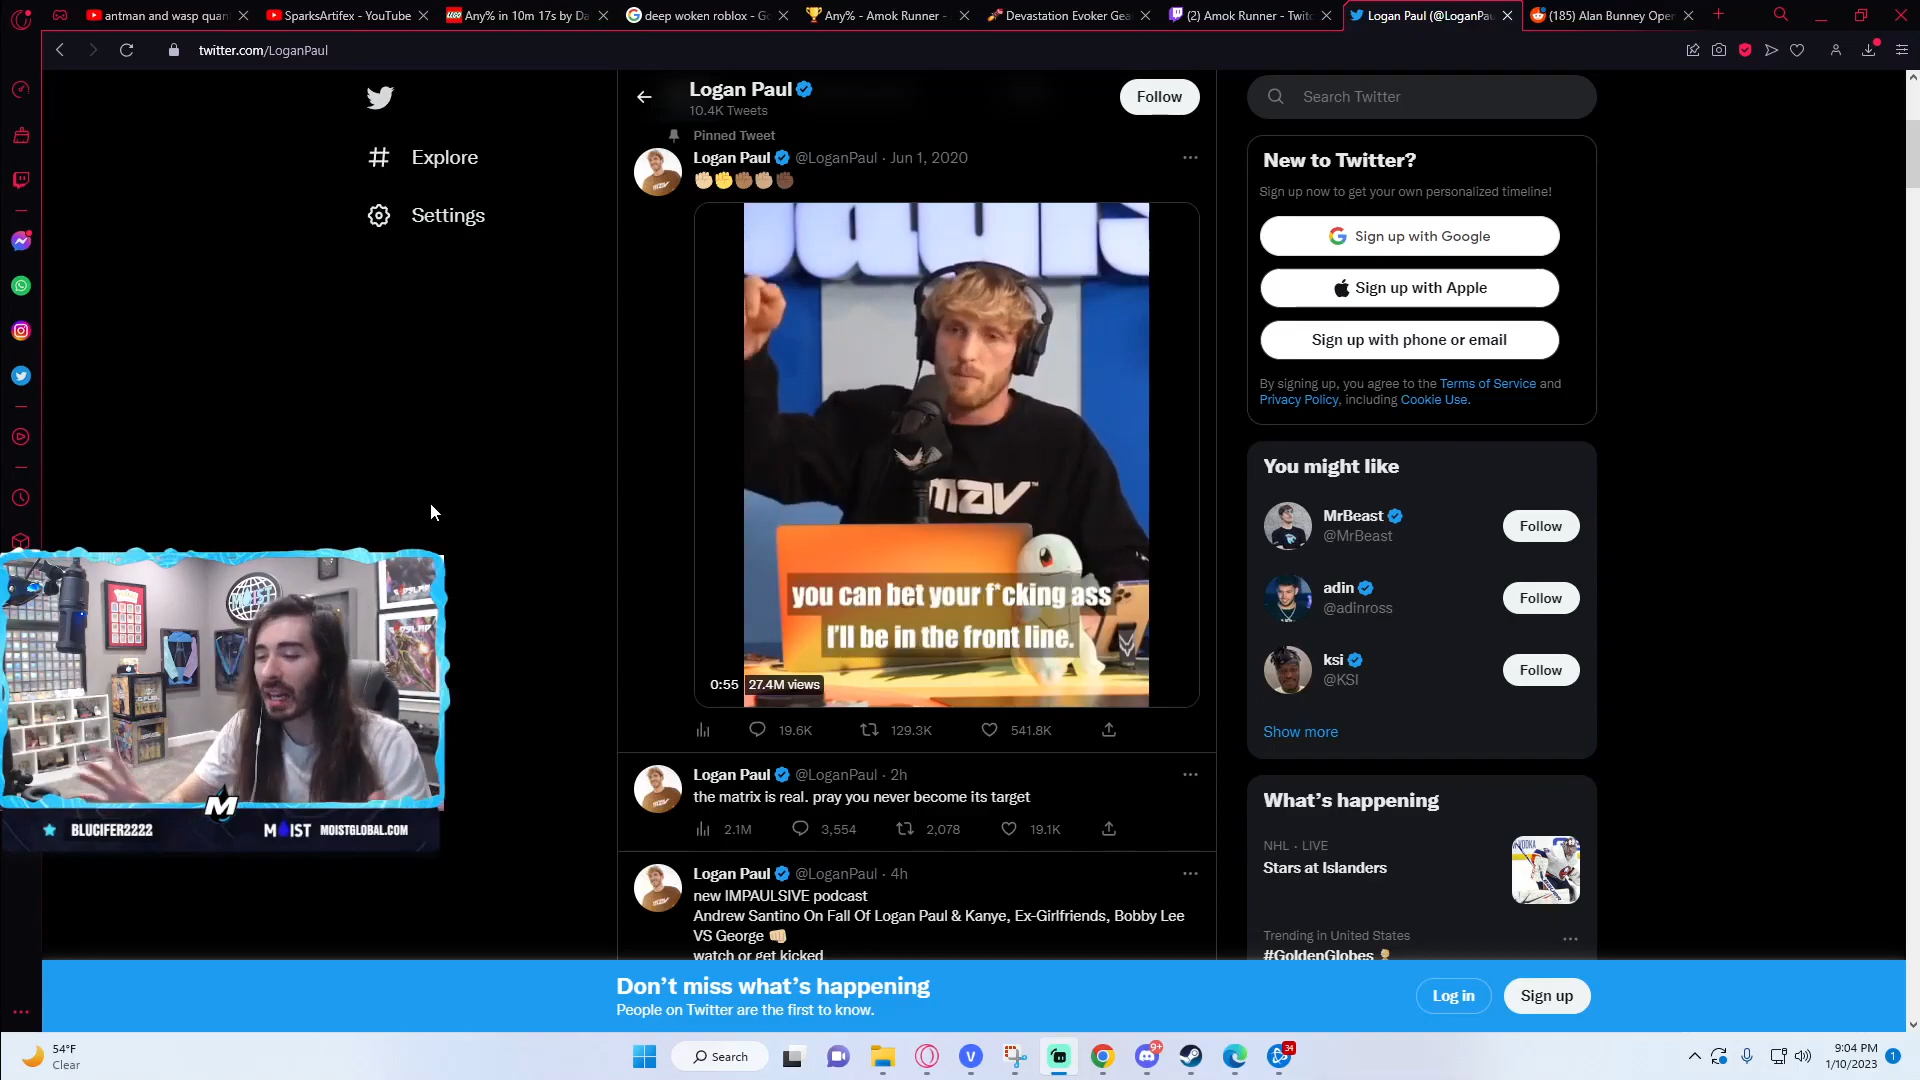 antman and wasp quan
SparksArtifex - YouTube
Any% in 10m 17s by Da
deep woken roblox - Go
Any% - Amok Runner -
Devastation Evoker Gea
(2) Amok Runner - Twitc
Logan Paul (@LoganPau
(185) Alan Bunney Open
twitter.com/LoganPaul
Explore
Settings
Logan Paul
10.4K Tweets
Follow
Pinned Tweet
Logan Paul @LoganPaul · Jun 1, 2020
✊🏻✊✊🏾✊🏽✊🏿
mav
you can bet your f*cking ass
I'll be in the front line.
0:55 27.4M views
19.6K 129.3K 541.8K
Logan Paul @LoganPaul · 2h
the matrix is real. pray you never become its target
2.1M 3,554 2,078 19.1K
Logan Paul @LoganPaul · 4h
new IMPAULSIVE podcast
Andrew Santino On Fall Of Logan Paul & Kanye, Ex-Girlfriends, Bobby Lee
VS George 👊🏻
watch or get kicked
Search Twitter
New to Twitter?
Sign up now to get your own personalized timeline!
Sign up with Google
Sign up with Apple
Sign up with phone or email
By signing up, you agree to the Terms of Service and
Privacy Policy, including Cookie Use.
You might like
MrBeast
@MrBeast
Follow
adin
@adinross
Follow
ksi
@KSI
Follow
Show more
What's happening
NHL · LIVE
Stars at Islanders
Trending in United States
#GoldenGlobes
MOIST
BLUCIFER2222
M
MOIST MOISTGLOBAL.COM
Don't miss what's happening
People on Twitter are the first to know.
Log in
Sign up
54°F
Clear
Search
9+
34
9:04 PM
1/10/2023
1